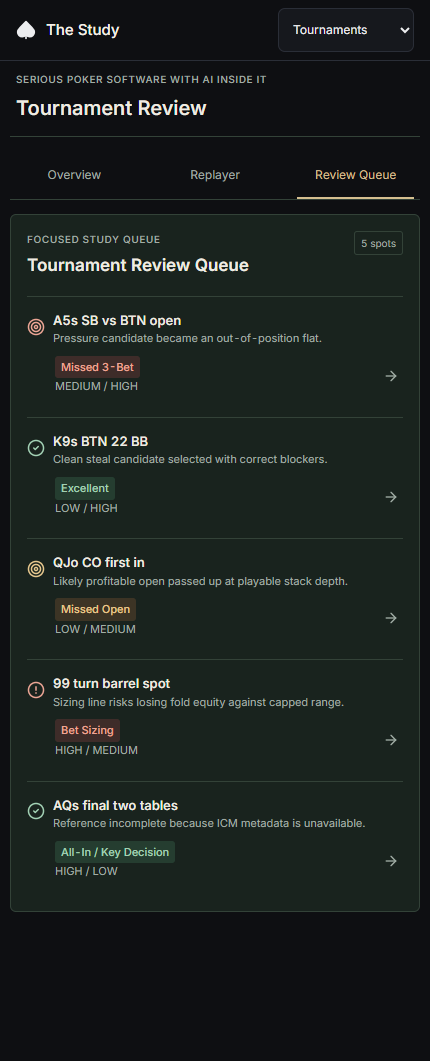 The Study
Tournaments
SERIOUS POKER SOFTWARE WITH AI INSIDE IT
Tournament Review
Overview
Replayer
Review Queue
FOCUSED STUDY QUEUE
5 spots
Tournament Review Queue
A5s SB vs BTN open
Pressure candidate became an out-of-position flat.
Missed 3-Bet
MEDIUM / HIGH
K9s BTN 22 BB
Clean steal candidate selected with correct blockers.
Excellent
LOW / HIGH
QJo CO first in
Likely profitable open passed up at playable stack depth.
Missed Open
LOW / MEDIUM
99 turn barrel spot
Sizing line risks losing fold equity against capped range.
Bet Sizing
HIGH / MEDIUM
AQs final two tables
Reference incomplete because ICM metadata is unavailable.
All-In / Key Decision
HIGH / LOW